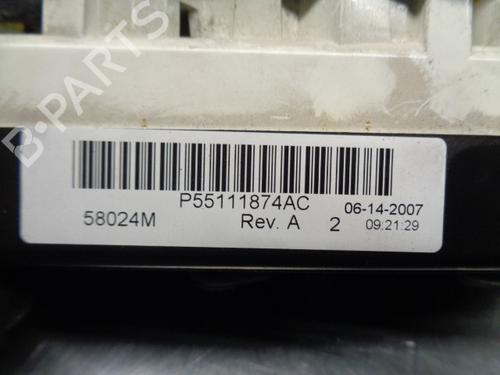 B-PARTS
P55111874AC
06-14-2007
58024M
Rev. A
2
09:21:29